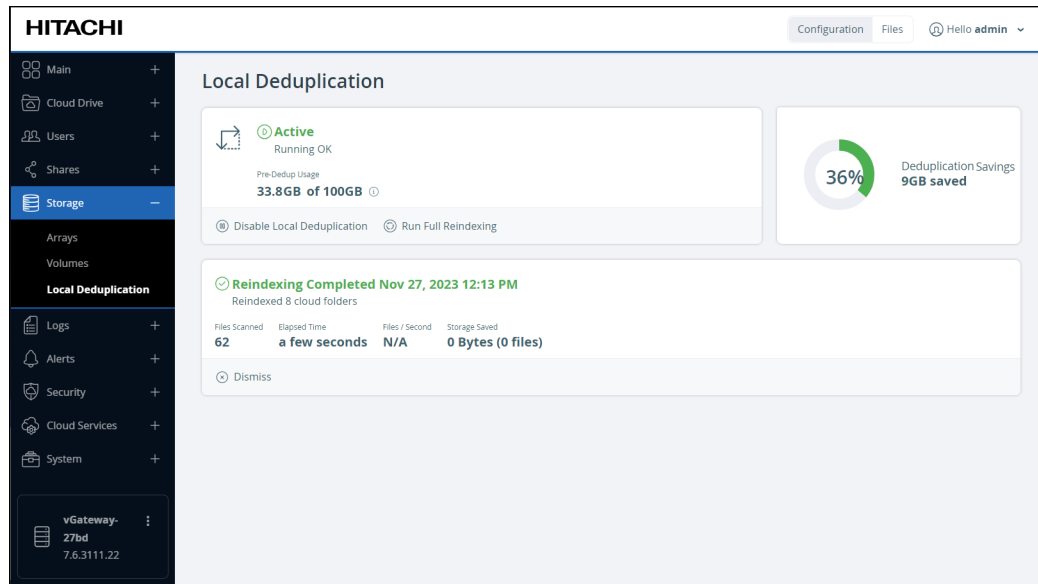 HITACHI
Configuration
Files
Hello admin
Main
Cloud Drive
Users
Shares
Storage
Arrays
Volumes
Local Deduplication
Logs
Alerts
Security
Cloud Services
System
vGateway-
27bd
7.6.3111.22
Local Deduplication
Active
Running OK
Pre-Dedup Usage
33.8GB of 100GB
Disable Local Deduplication
Run Full Reindexing
36%
Deduplication Savings
9GB saved
Reindexing Completed Nov 27, 2023 12:13 PM
Reindexed 8 cloud folders
Files Scanned
62
Elapsed Time
a few seconds
Files / Second
N/A
Storage Saved
0 Bytes (0 files)
Dismiss